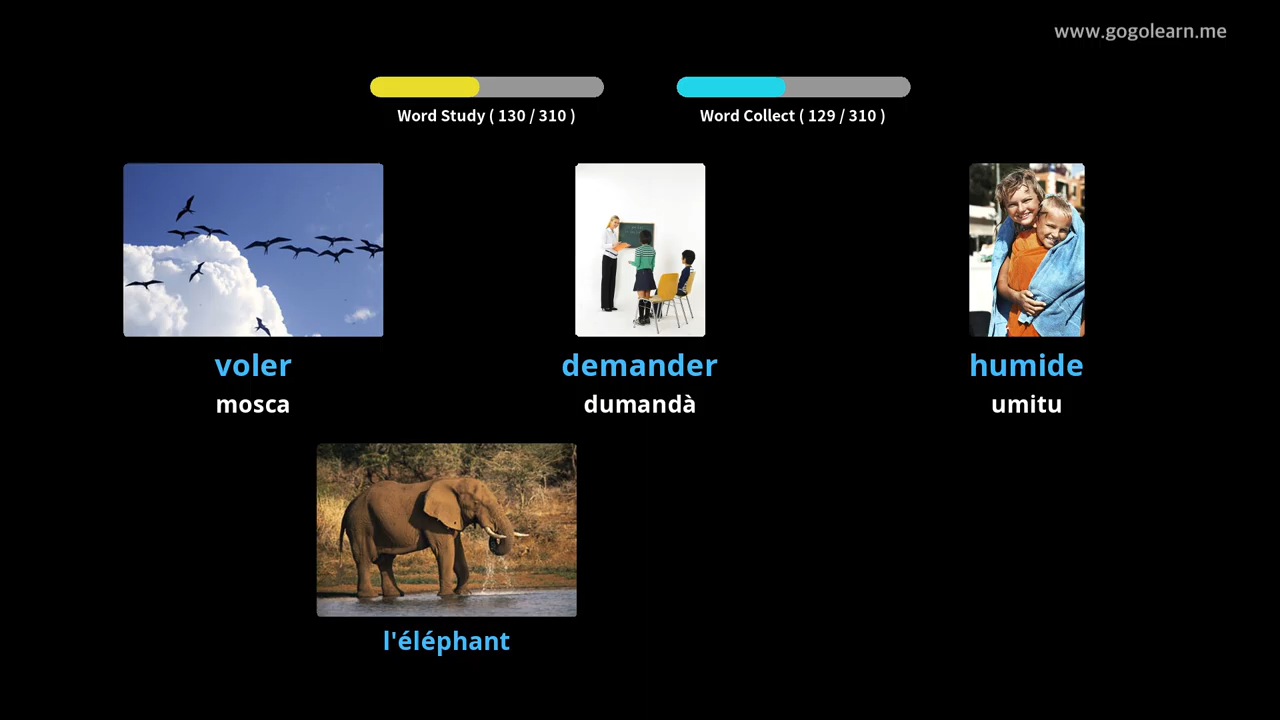 www.gogolearn.me
Word Study ( 130 / 310 )
Word Collect ( 129 / 310 )
voler
demander
humide
mosca
dumandà
umitu
l'éléphant